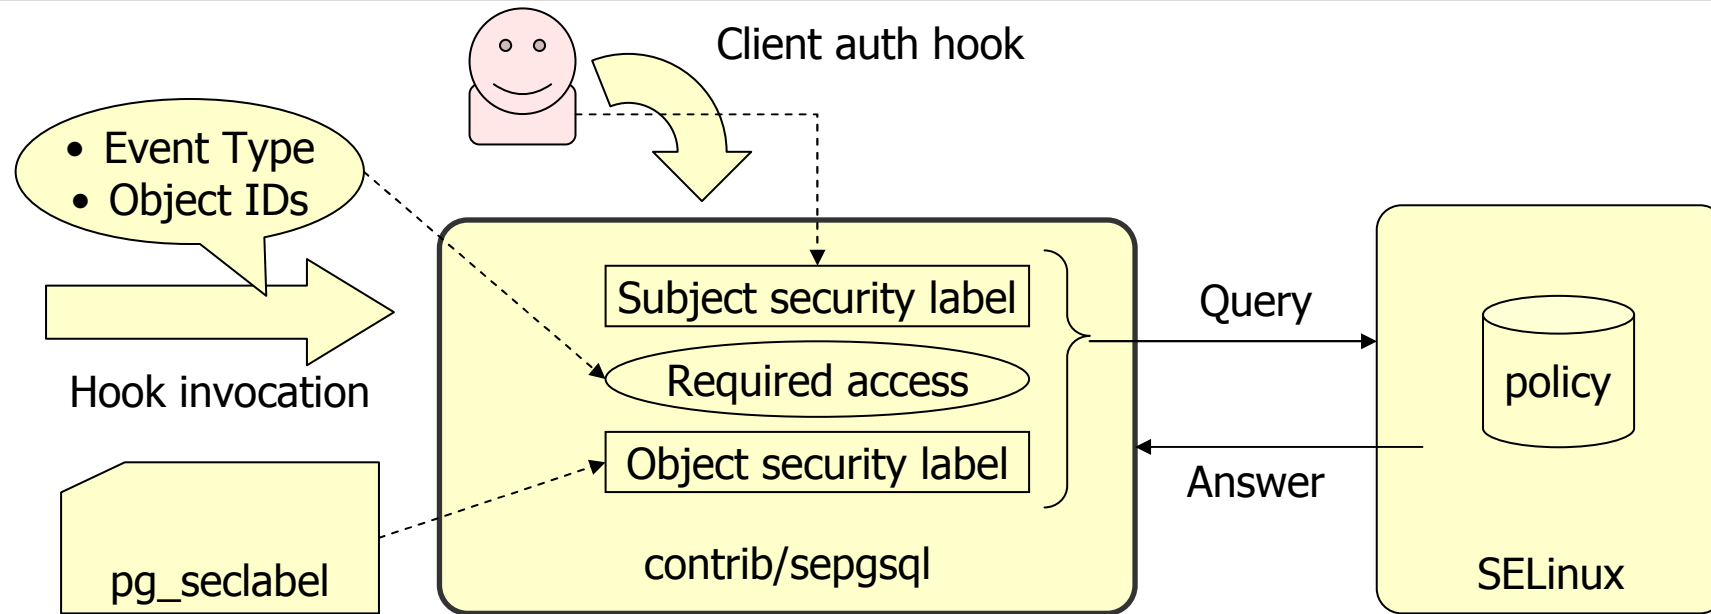 Client auth hook
• Event Type
• Object IDs
Hook invocation
pg_seclabel
Subject security label
Required access
Object security label
contrib/sepgsql
Query
Answer
policy
SELinux